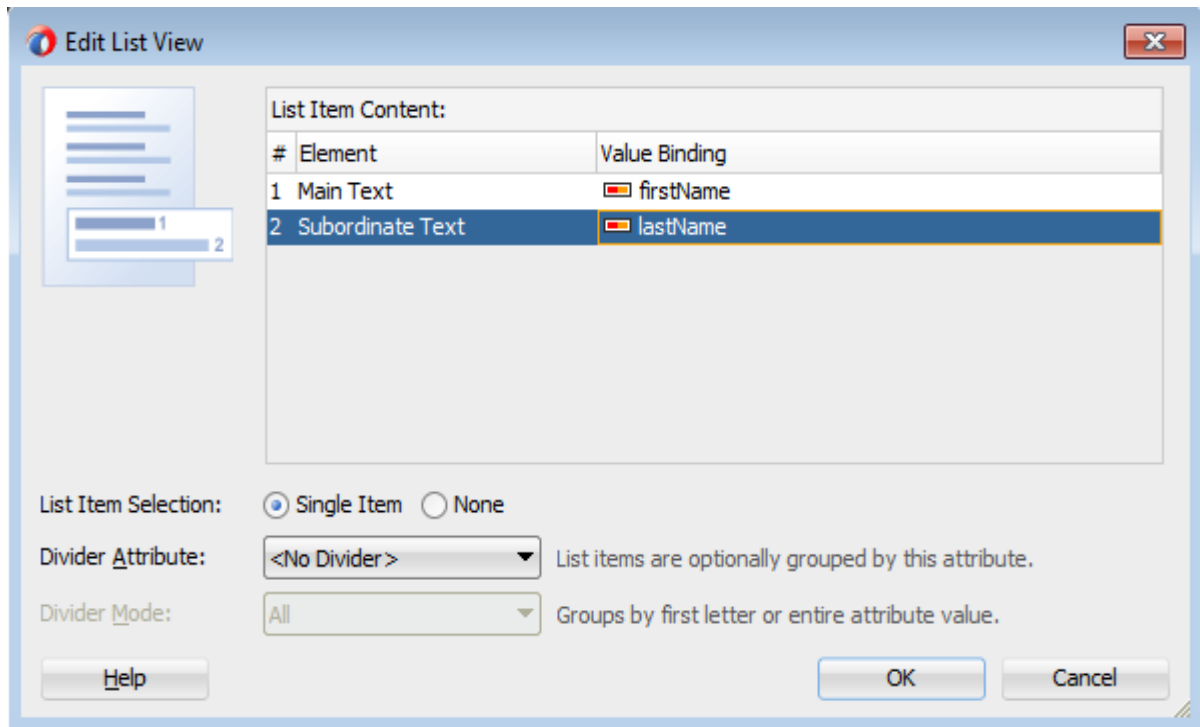 Edit List View
List Item Content:
# Element Value Binding
1 Main Text firstName
2 Subordinate Text lastName
1
2
List Item Selection: Single Item None
Divider Attribute: <No Divider> List items are optionally grouped by this attribute.
Divider Mode: All Groups by first letter or entire attribute value.
Help OK Cancel